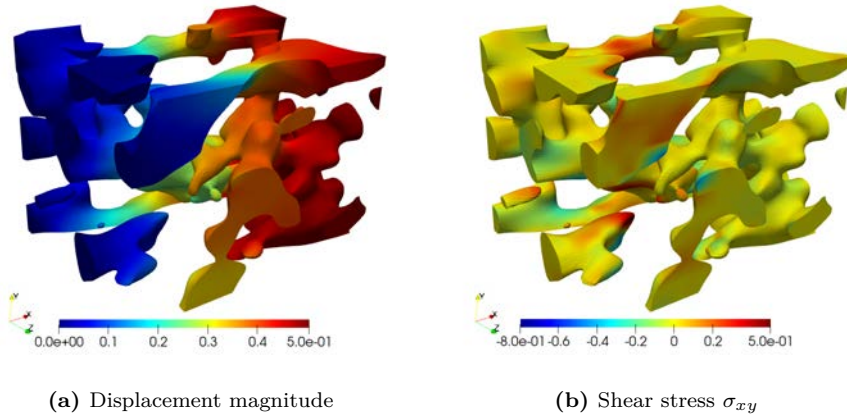 Y
X
Z
0.0e+00 0.1 0.2 0.3 0.4 5.0e-01
Y
X
Z
-8.0e-01 -0.6 -0.4 -0.2 0 0.2 5.0e-01
(a) Displacement magnitude
(b) Shear stress σxy